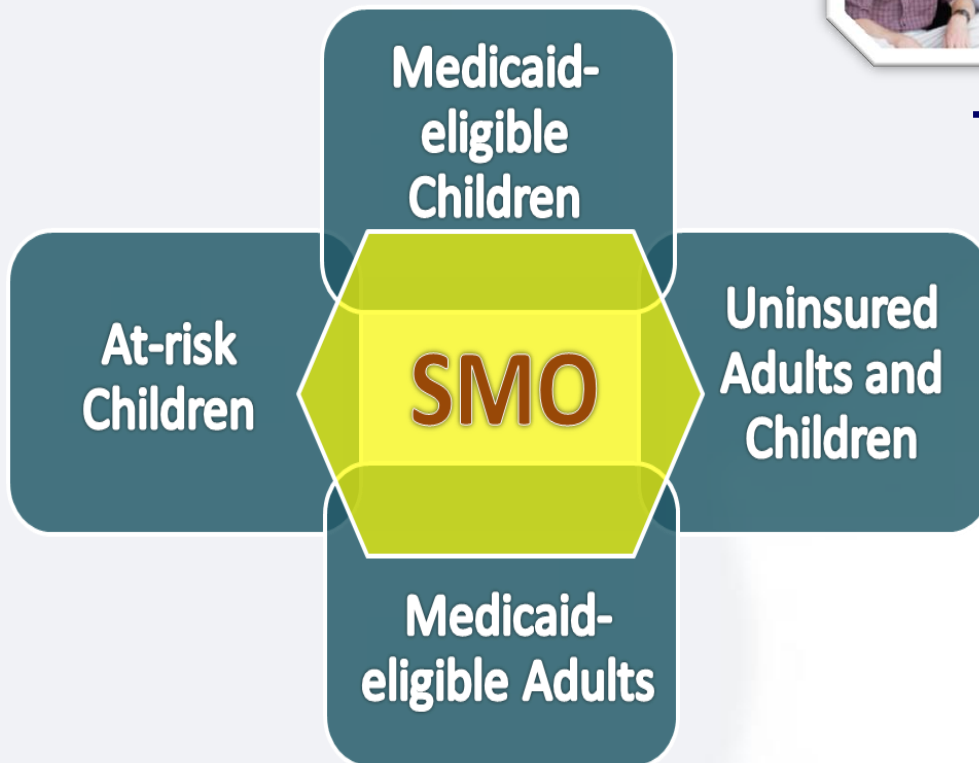 Medicaid-
eligible
Children
At-risk
Children
SMO
Uninsured
Adults and
Children
Medicaid-
eligible Adults